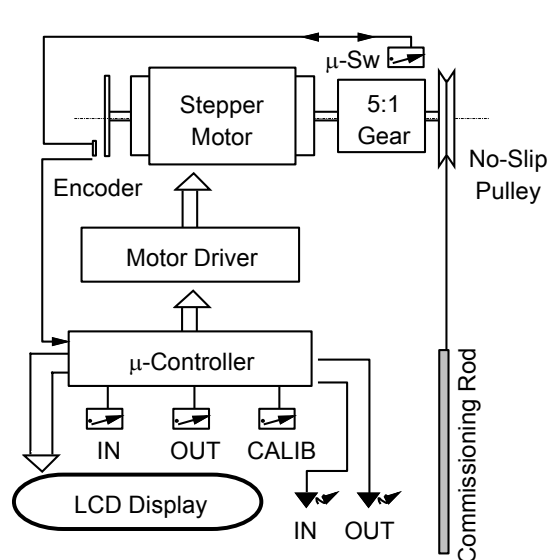 μ-Sw
Stepper
Motor
5:1
Gear
No-Slip
Pulley
Encoder
Motor Driver
μ-Controller
IN
OUT
CALIB
LCD Display
IN
OUT
Commissioning Rod